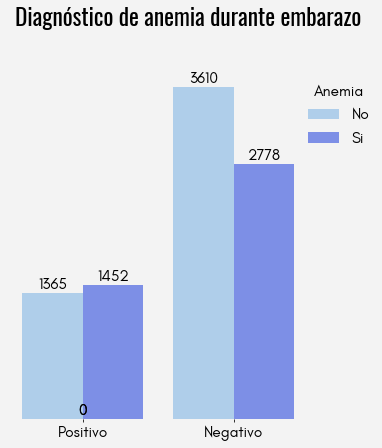 Diagnóstico de anemia durante embarazo
3610
Anemia
No
Si
2778
1365
1452
0
Positivo
Negativo